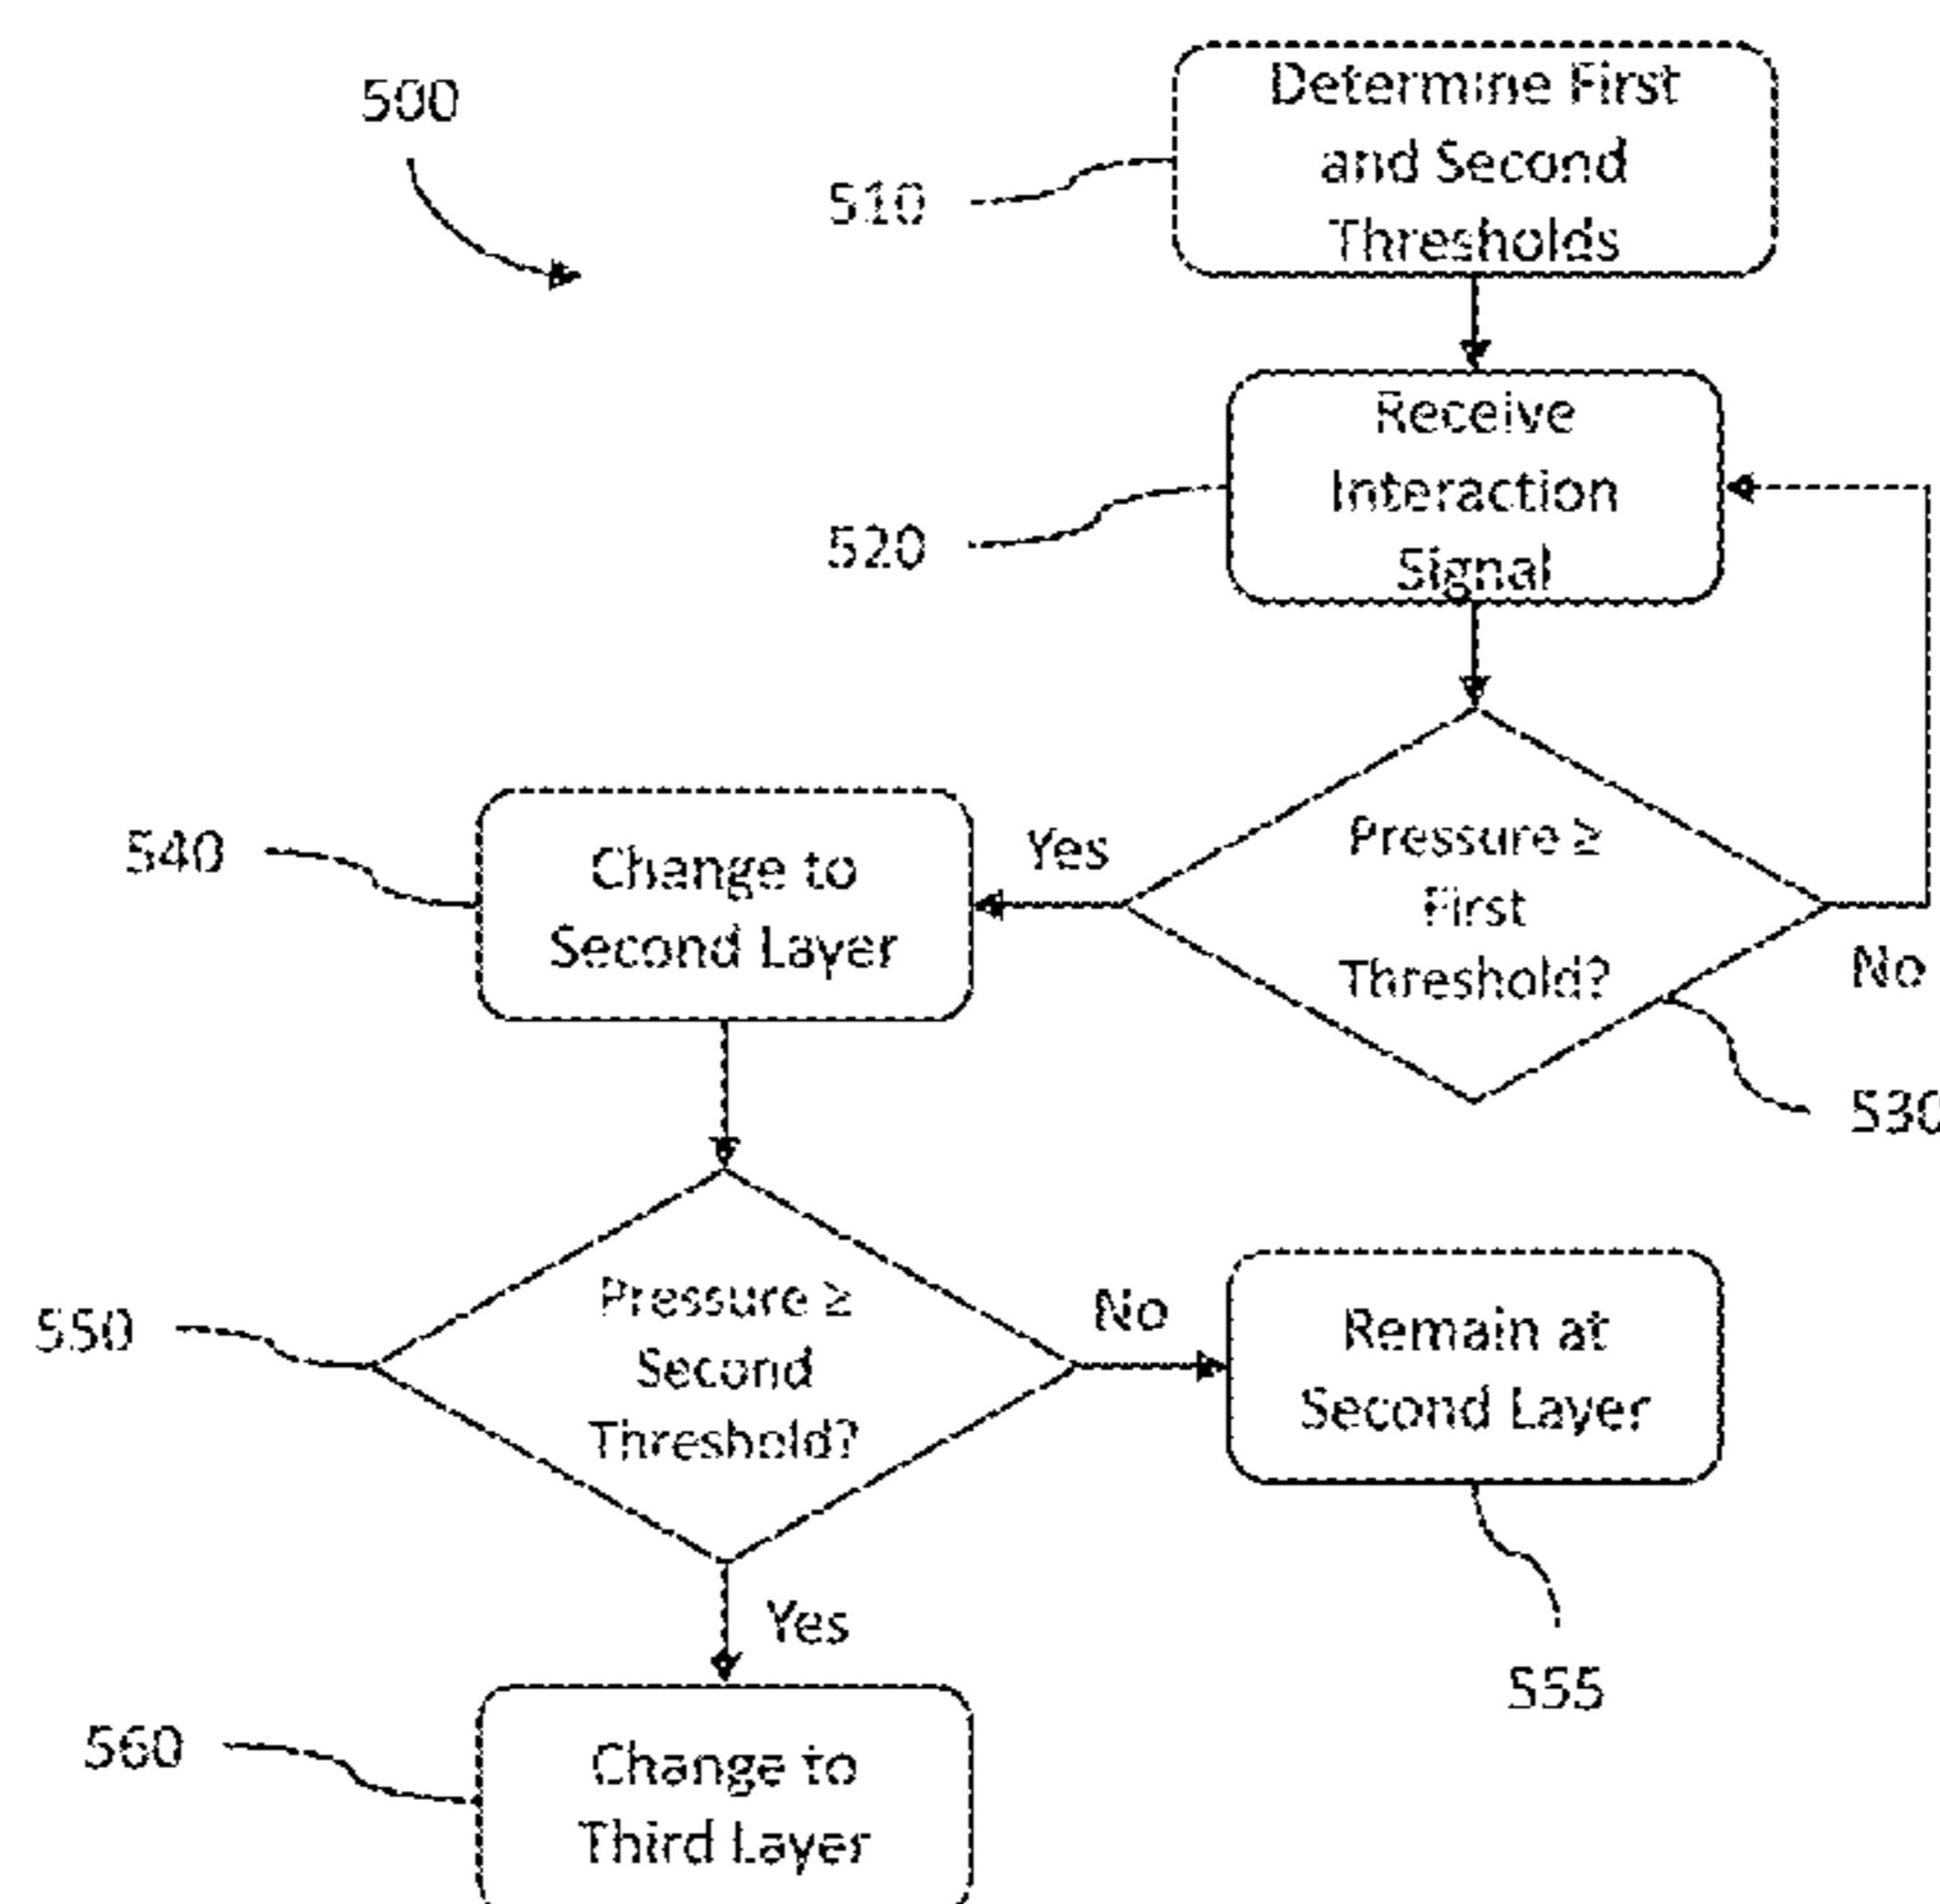 500
Determine First
and Second
Thresholds
510
Receive
Interaction
Signal
520
Pressure ≥
First
Threshold?
Yes
No
530
540
Change to
Second Layer
550
Pressure ≥
Second
Threshold?
No
Remain at
Second Layer
555
Yes
560
Change to
Third Layer